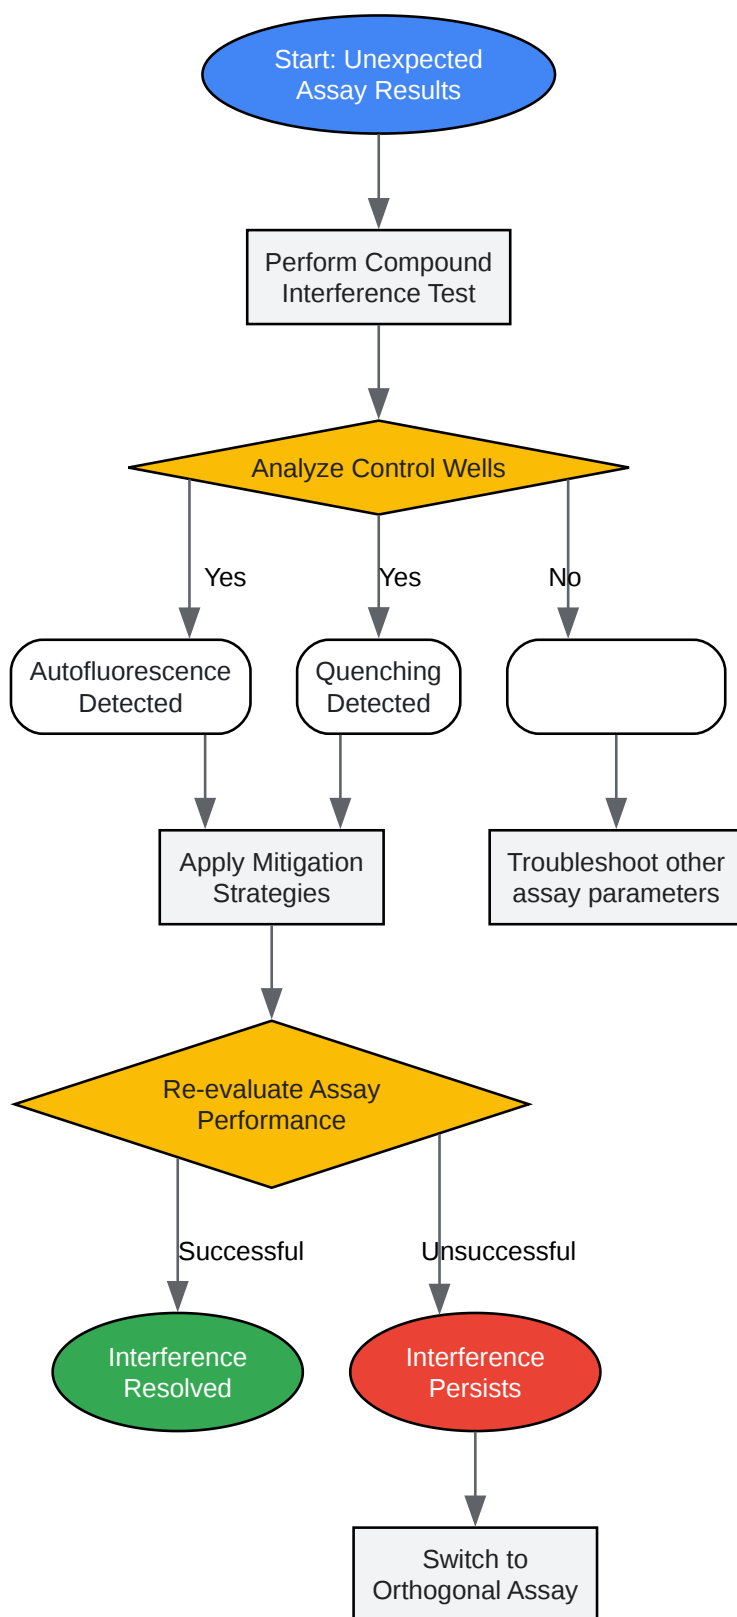 Start: Unexpected
Assay Results
Perform Compound
Interference Test
Analyze Control Wells
Yes
Yes
No
Autofluorescence
Detected
Quenching
Detected
Apply Mitigation
Strategies
Troubleshoot other
assay parameters
Re-evaluate Assay
Performance
Successful
Unsuccessful
Interference
Resolved
Interference
Persists
Switch to
Orthogonal Assay